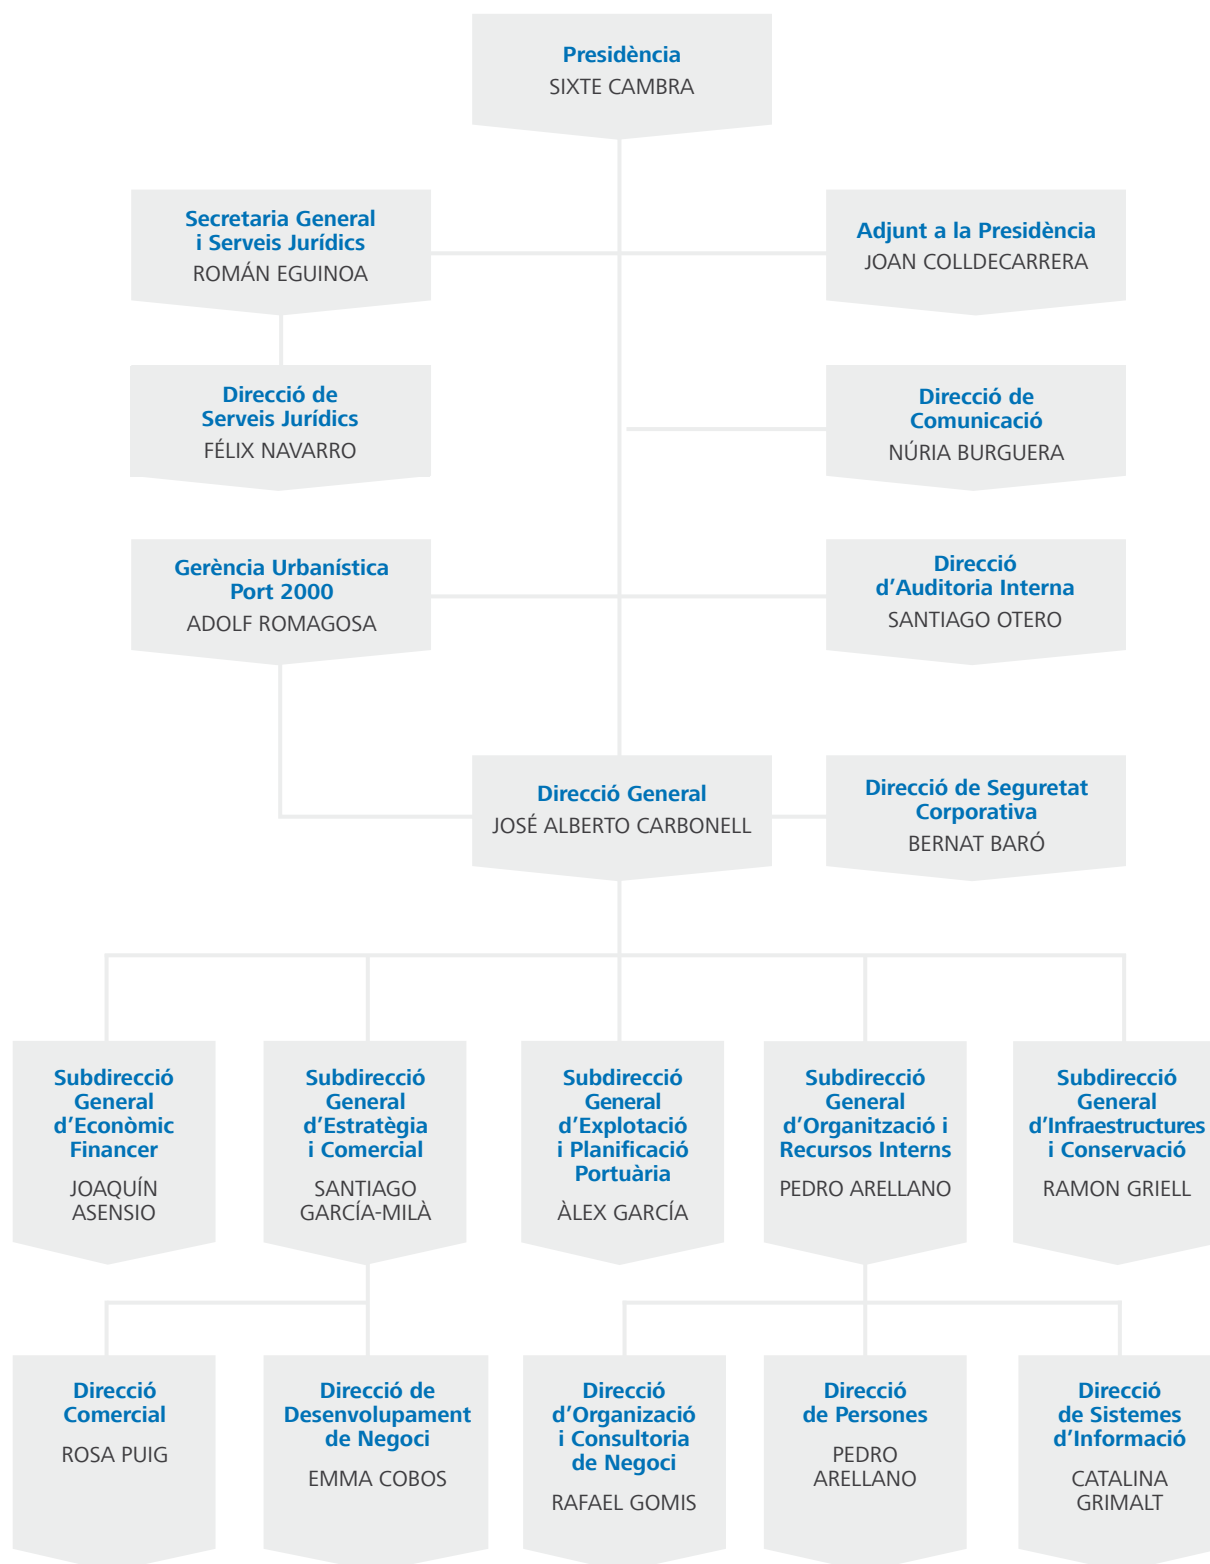 Presidència
SIXTE CAMBRA
Secretaria General
i Serveis Jurídics
ROMÁN EGUINOA
Adjunt a la Presidència
JOAN COLLDECARRERA
Direcció de
Serveis Jurídics
FÉLIX NAVARRO
Direcció de
Comunicació
NÚRIA BURGUERA
Gerència Urbanística
Port 2000
ADOLF ROMAGOSA
Direcció
d'Auditoria Interna
SANTIAGO OTERO
Direcció General
JOSÉ ALBERTO CARBONELL
Direcció de Seguretat
Corporativa
BERNAT BARÓ
Subdirecció
General
d'Econòmic
Financer
JOAQUÍN
ASENSIO
Subdirecció
General
d'Estratègia
i Comercial
SANTIAGO
GARCÍA-MILÀ
Subdirecció
General
d'Explotació
i Planificació
Portuària
ÀLEX GARCÍA
Subdirecció
General
d'Organització i
Recursos Interns
PEDRO ARELLANO
Subdirecció
General
d'Infraestructures
i Conservació
RAMON GRIELL
Direcció
Comercial
ROSA PUIG
Direcció de
Desenvolupament
de Negoci
EMMA COBOS
Direcció
d'Organizació
i Consultoria
de Negoci
RAFAEL GOMIS
Direcció
de Persones
PEDRO
ARELLANO
Direcció
de Sistemes
d'Informació
CATALINA
GRIMALT